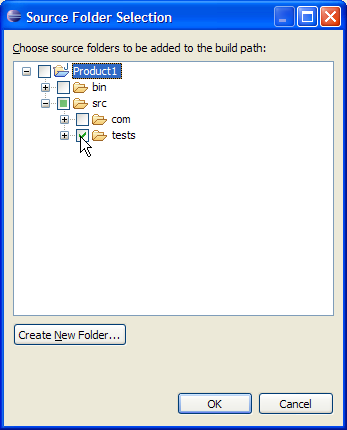 Source Folder Selection
Choose source folders to be added to the build path:
Product1
bin
src
com
tests
Create New Folder...
OK
Cancel